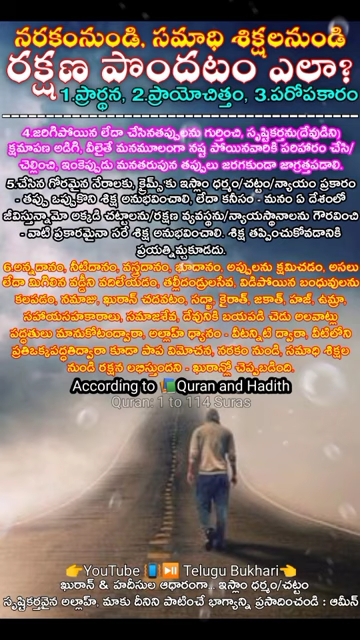 నరకంనుండి, సమాధి శిక్షలనుండి
రక్షణ పొందటం ఎలా?
1.ప్రార్థన, 2.ప్రాయోచిత్తం, 3.పరోపకారం
4.జరిగిపోయిన లేదా చేసినతప్పులను గుర్తించి, సృష్టికర్తను(దేవుడిని)
క్షమాపణ అడిగి, వీలైతే మనమూలంగా నష్ట పోయినవారికి పరిహారం చేసి/
చెల్లించి, ఇంకెప్పుడు మనతరుపున తప్పులు జరగకుండా జాగ్రత్తపడాలి.
5.చేసిన గోరమైన నేరాలకు, క్రైమ్స్‌కు ఇస్లాం ధర్మం/చట్టం/న్యాయం ప్రకారం
- తప్పు ఒప్పుకొని శిక్ష అనుభవించాలి, లేదా కనీసం - మనం ఏ దేశంలో
జీవిస్తున్నామో అక్కడి చట్టాలను/రక్షణ వ్యవస్థను/న్యాయస్థానాలను గౌరవించి
- వాటి ప్రకారమైనా సరే శిక్ష అనుభవించాలి. శిక్ష తప్పించుకోవడానికి
ప్రయత్నిమ్చకూడదు.
6.అన్నదానం, నీటిదానం, వస్త్రదానం, భూదానం, అప్పులను క్షమించడం, అసలు
లేదా మిగిలిన వడ్డీని వదిలేయడం, తల్లీదండ్రులసేవ, విడిపోయిన బంధువులను
కలపడం, నమాజు, ఖురాన్ చదవటం, సద్ఖా, ఖైరాత్, జకాత్, హజ్, ఉమ్రా,
సహాయసహకారాలు, సమాజసేవ, దేవునికి బయపడి చెడు అలవాట్లు
పద్ధతులు మానుకోటంద్వారా, అల్లాహ్ ధ్యానం - వీటన్నిటి ద్వారా, వీటిలోని
ప్రతిఒక్కపద్ధతిద్వారా కూడా పాప విమోచన, నరకం నుండి, సమాధి శిక్షల
నుండి రక్షన లభిస్తుందని - ఖురాన్లో చెప్పబడింది.
According to Quran and Hadith
Quran: 1 to 114 Suras
YouTube Telugu Bukhari
ఖురాన్ & హదీసుల ఆధారంగా : ఇస్లాం ధర్మం/చట్టం
సృష్టికర్తవైన అల్లాహ్, మాకు దీనిని పాటించే భాగ్యాన్ని ప్రసాదించండి : ఆమీన్